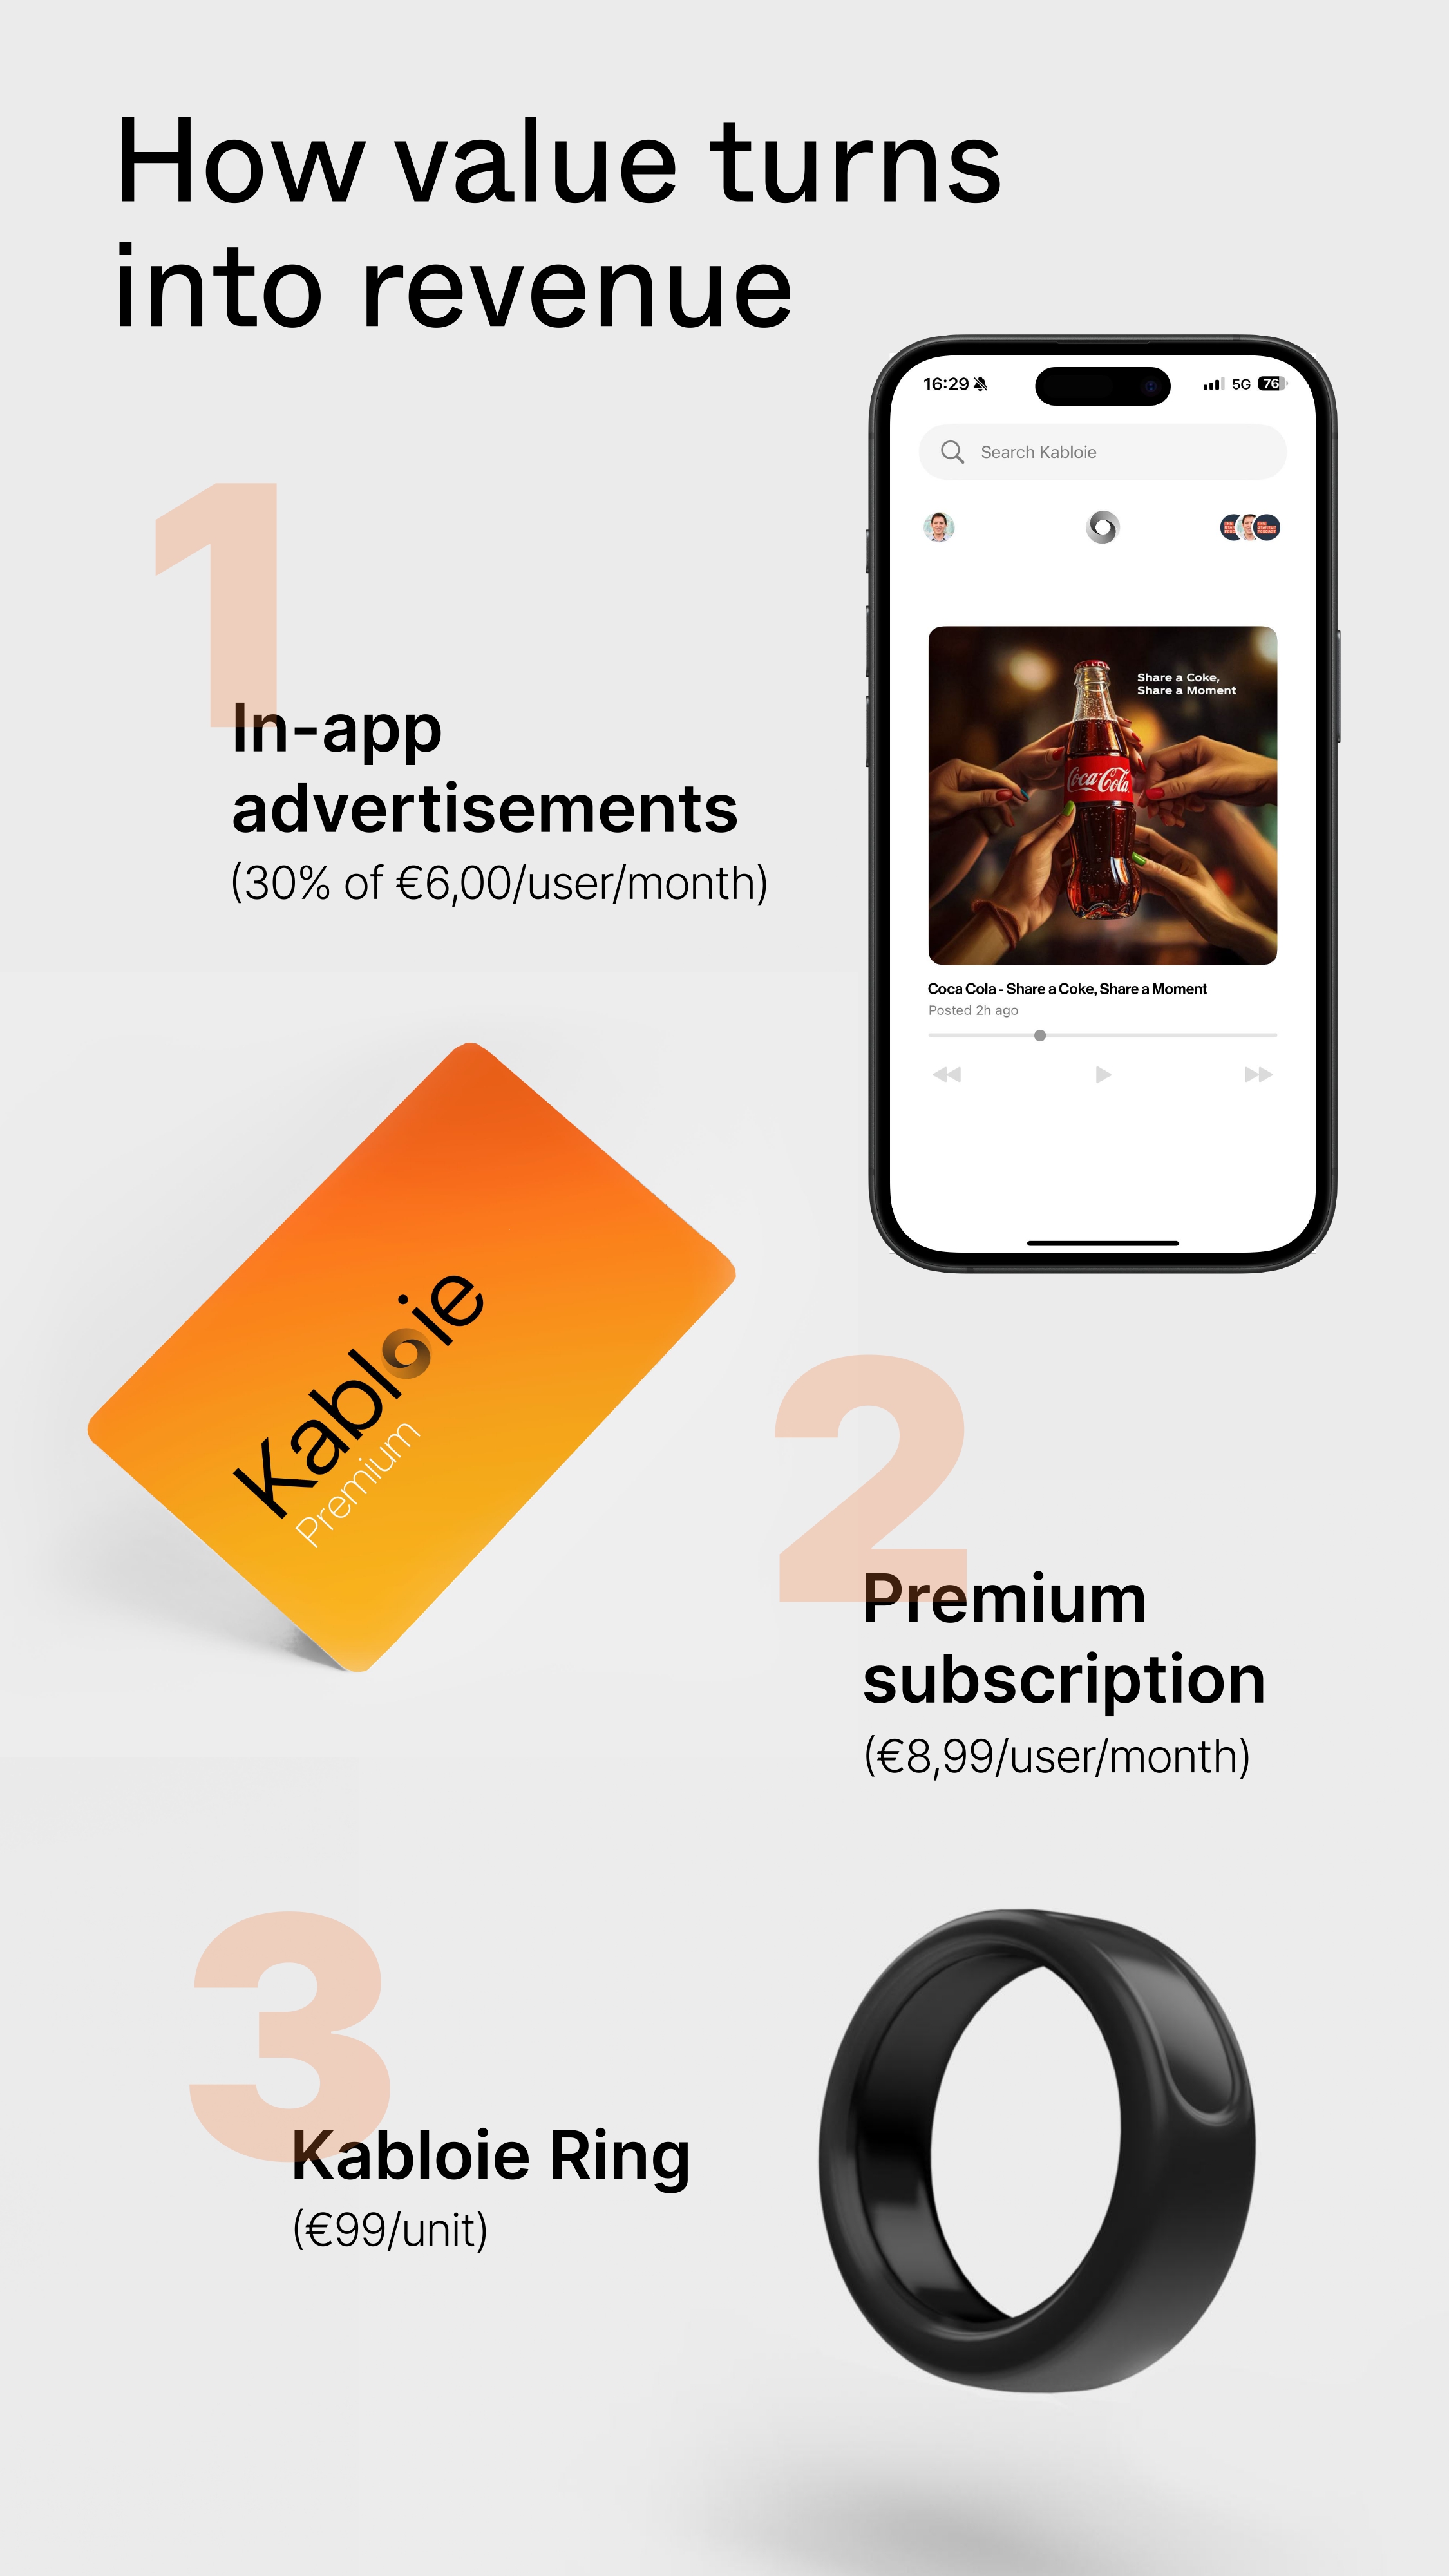 How value turns
into revenue
16:29
5G
76
Search Kabloie
Share a Coke,
Share a Moment
Coca-Cola
Coca Cola - Share a Coke, Share a Moment
Posted 2h ago
1
In-app
advertisements
(30% of €6,00/user/month)
Kabloie
Premium
2
Premium
subscription
(€8,99/user/month)
3
Kabloie Ring
(€99/unit)